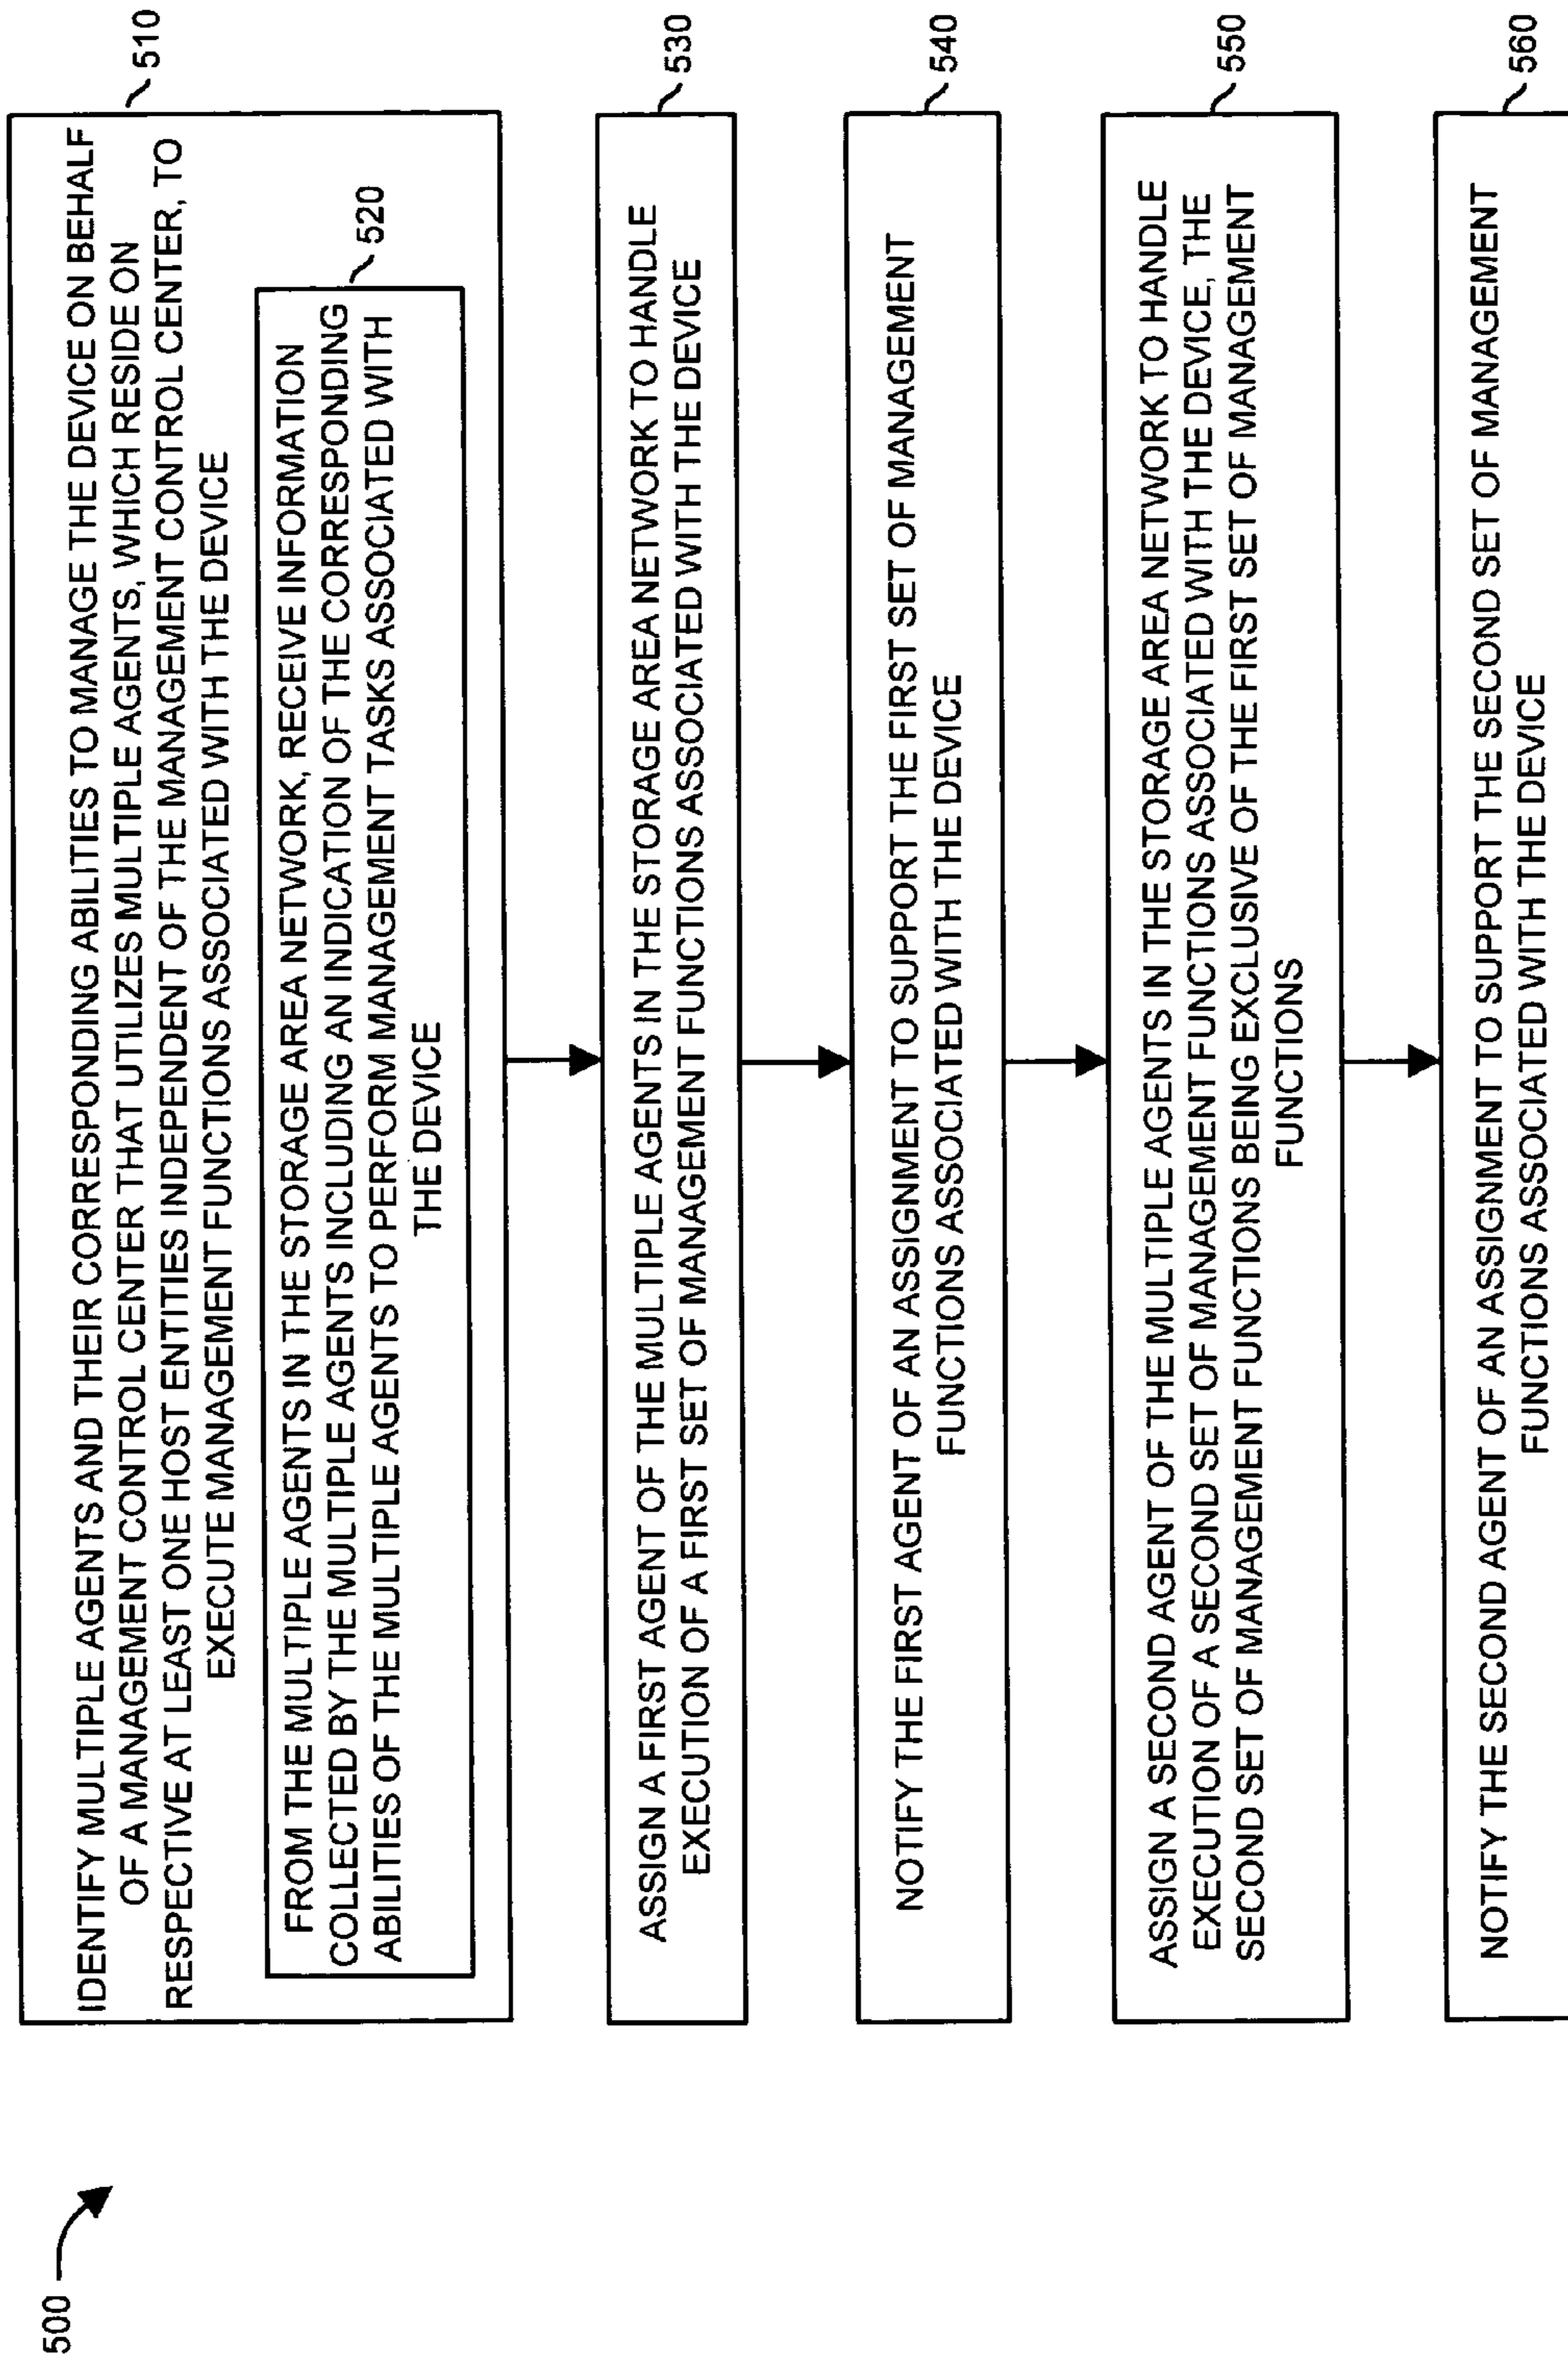 500
510
IDENTIFY MULTIPLE AGENTS AND THEIR CORRESPONDING ABILITIES TO MANAGE THE DEVICE ON BEHALF
OF A MANAGEMENT CONTROL CENTER THAT UTILIZES MULTIPLE AGENTS, WHICH RESIDE ON
RESPECTIVE AT LEAST ONE HOST ENTITIES INDEPENDENT OF THE MANAGEMENT CONTROL CENTER, TO
EXECUTE MANAGEMENT FUNCTIONS ASSOCIATED WITH THE DEVICE
520
FROM THE MULTIPLE AGENTS IN THE STORAGE AREA NETWORK, RECEIVE INFORMATION
COLLECTED BY THE MULTIPLE AGENTS INCLUDING AN INDICATION OF THE CORRESPONDING
ABILITIES OF THE MULTIPLE AGENTS TO PERFORM MANAGEMENT TASKS ASSOCIATED WITH
THE DEVICE
530
ASSIGN A FIRST AGENT OF THE MULTIPLE AGENTS IN THE STORAGE AREA NETWORK TO HANDLE
EXECUTION OF A FIRST SET OF MANAGEMENT FUNCTIONS ASSOCIATED WITH THE DEVICE
540
NOTIFY THE FIRST AGENT OF AN ASSIGNMENT TO SUPPORT THE FIRST SET OF MANAGEMENT
FUNCTIONS ASSOCIATED WITH THE DEVICE
550
ASSIGN A SECOND AGENT OF THE MULTIPLE AGENTS IN THE STORAGE AREA NETWORK TO HANDLE
EXECUTION OF A SECOND SET OF MANAGEMENT FUNCTIONS ASSOCIATED WITH THE DEVICE, THE
SECOND SET OF MANAGEMENT FUNCTIONS BEING EXCLUSIVE OF THE FIRST SET OF MANAGEMENT
FUNCTIONS
560
NOTIFY THE SECOND AGENT OF AN ASSIGNMENT TO SUPPORT THE SECOND SET OF MANAGEMENT
FUNCTIONS ASSOCIATED WITH THE DEVICE